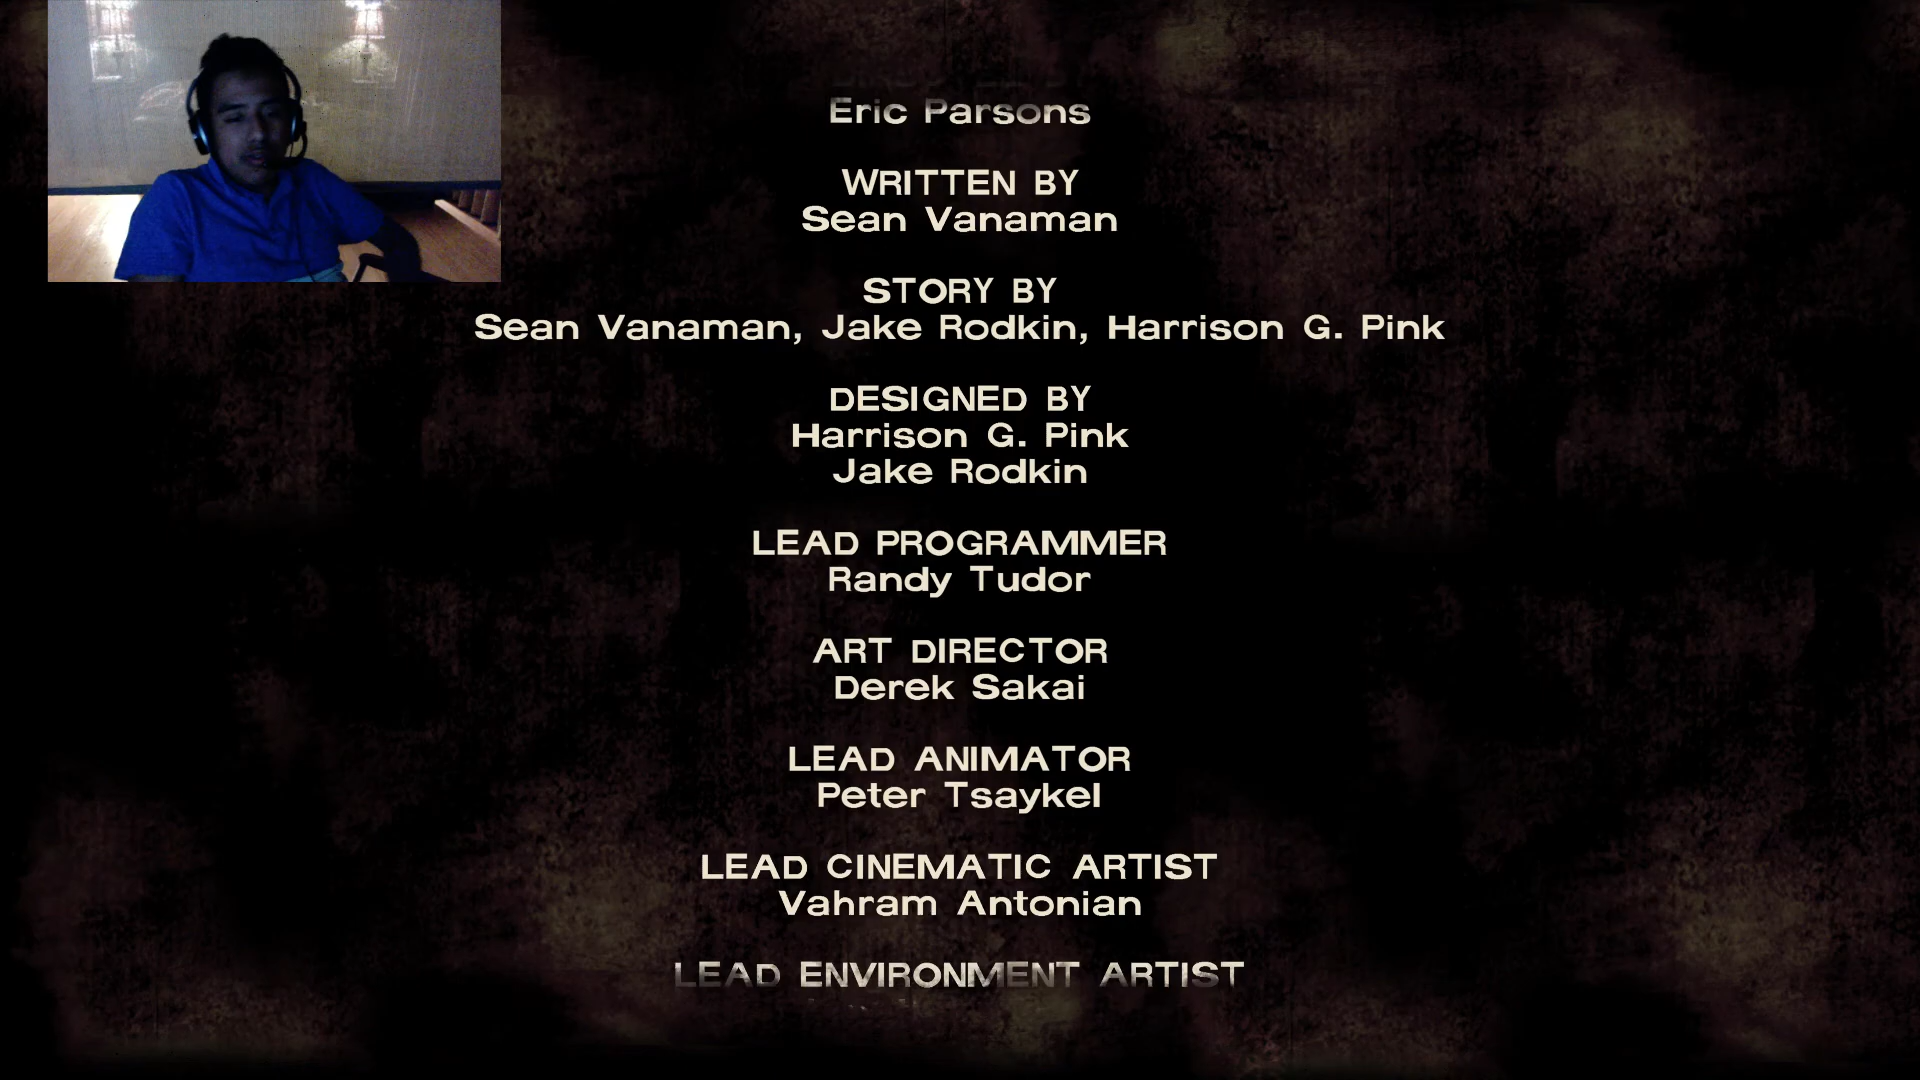 Eric Parsons
WRITTEN BY
Sean Vanaman
STORY BY
Sean Vanaman, Jake Rodkin, Harrison G. Pink
DESIGNED BY
Harrison G. Pink
Jake Rodkin
LEAD PROGRAMMER
Randy Tudor
ART DIRECTOR
Derek Sakai
LEAD ANIMATOR
Peter Tsaykel
LEAD CINEMATIC ARTIST
Vahram Antonian
LEAD ENVIRONMENT ARTIST